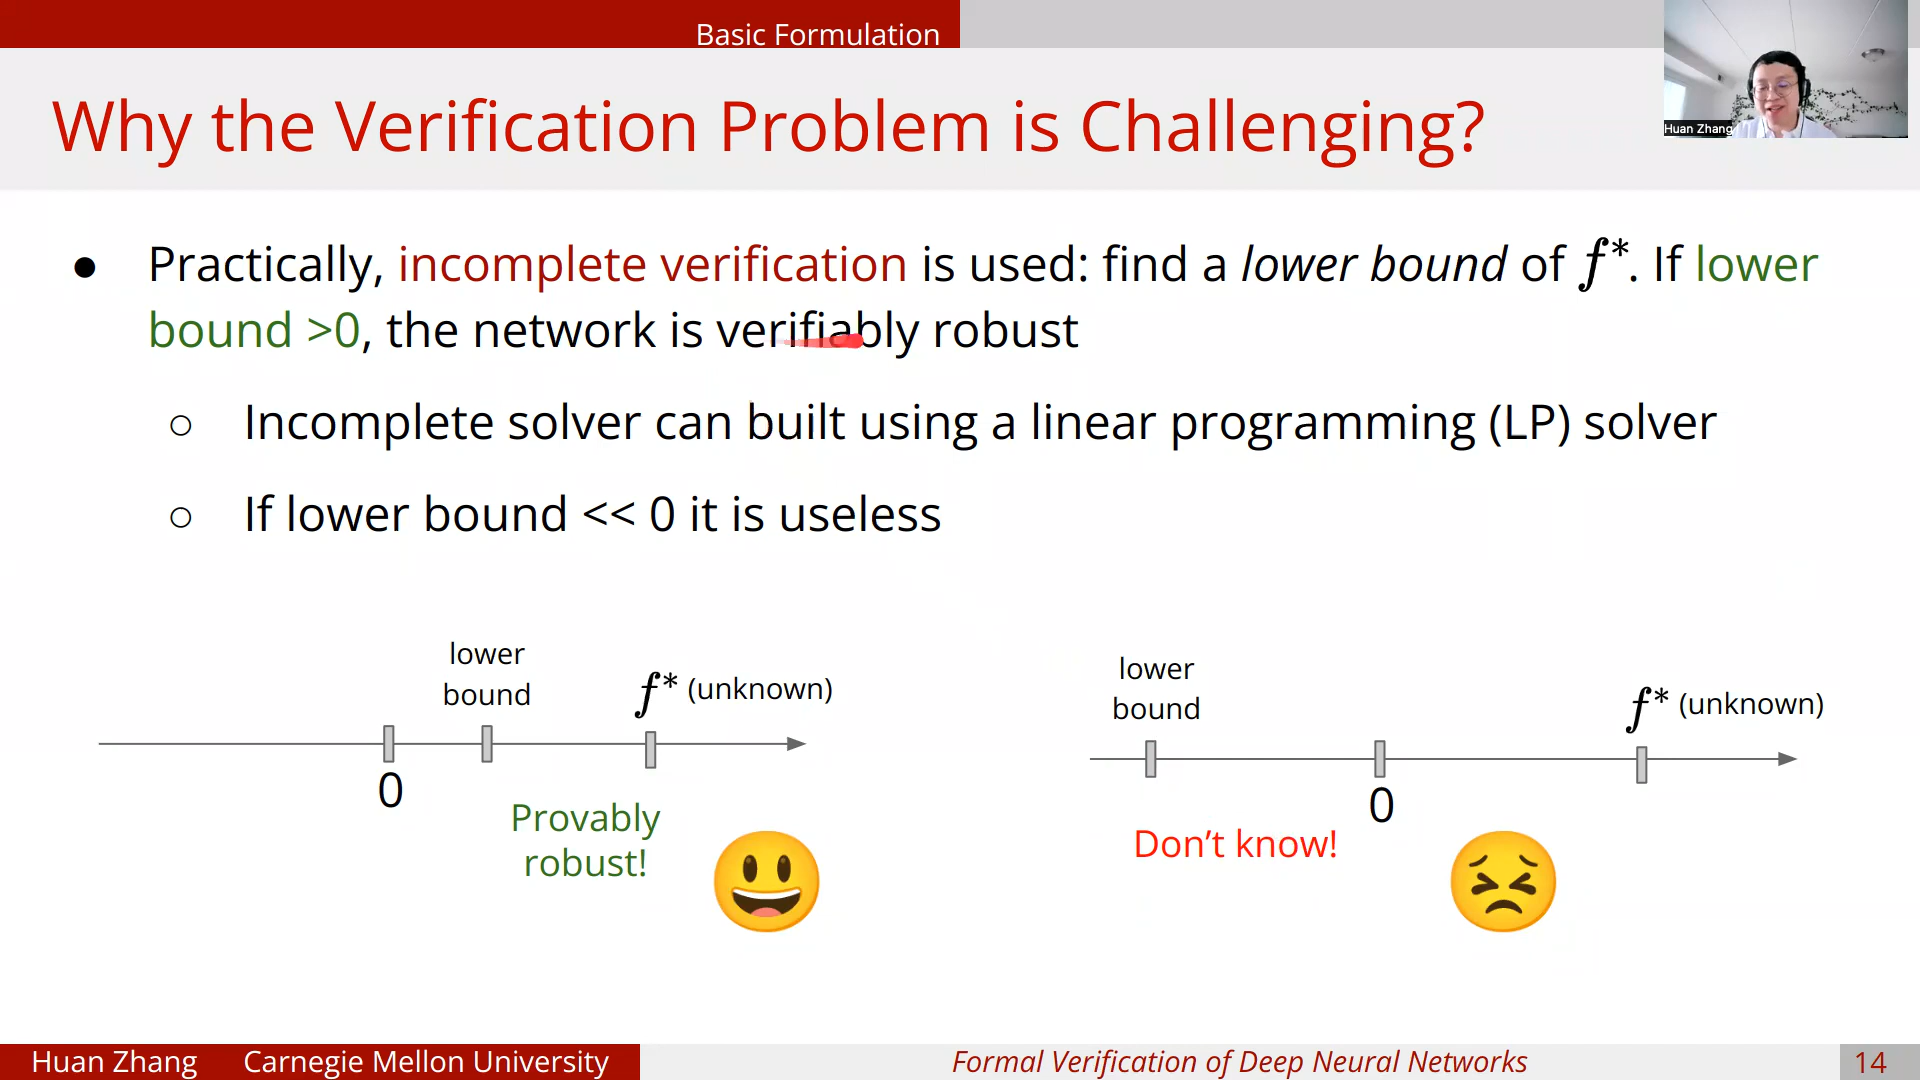 Basic Formulation
Why the Verification Problem is Challenging?
Huan Zhang
● Practically, incomplete verification is used: find a lower bound of f*. If lower
bound >0, the network is verifiably robust
○ Incomplete solver can built using a linear programming (LP) solver
○ If lower bound << 0 it is useless
lower
bound
f* (unknown)
0
Provably
robust!
lower
bound
f* (unknown)
0
Don’t know!
Huan Zhang Carnegie Mellon University
Formal Verification of Deep Neural Networks
14